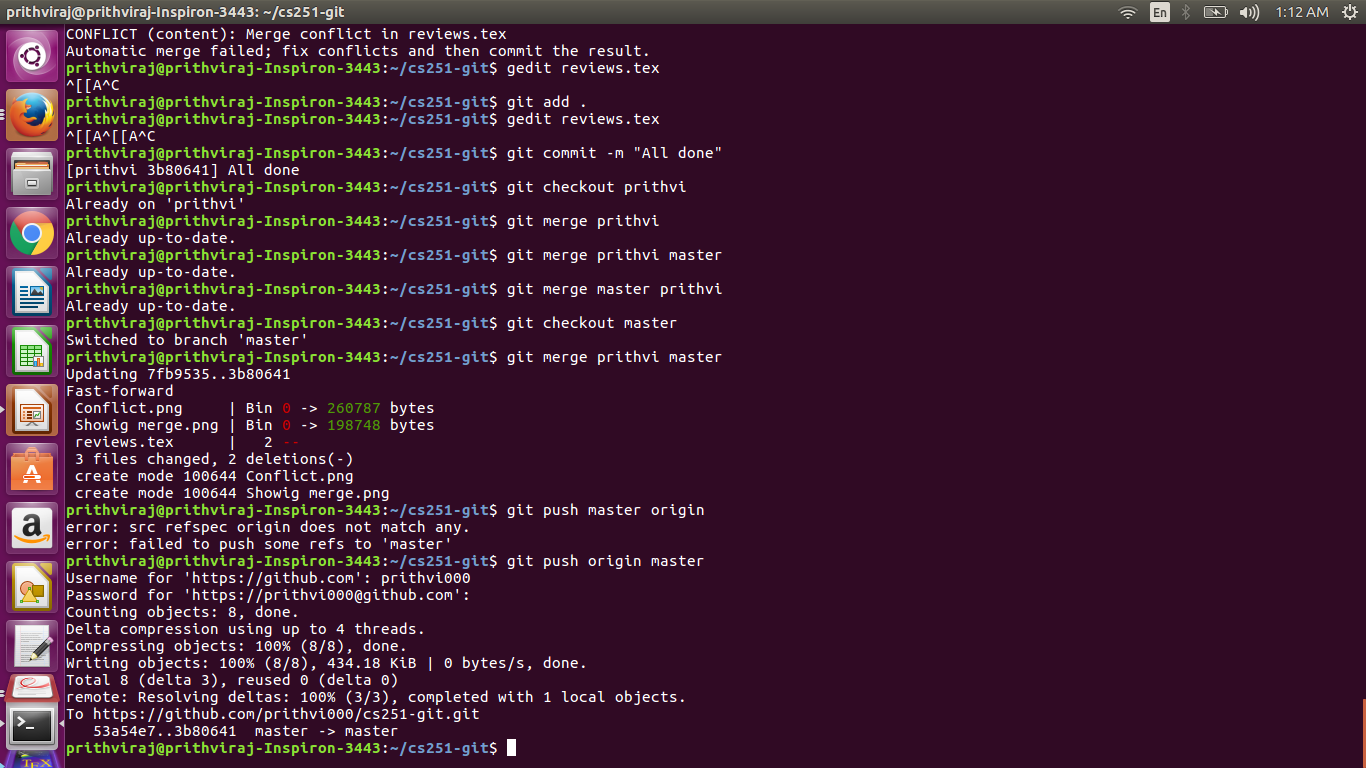 prithviraj@prithviraj-Inspiron-3443: ~/cs251-git
En
1:12 AM
CONFLICT (content): Merge conflict in reviews.tex
Automatic merge failed; fix conflicts and then commit the result.
prithviraj@prithviraj-Inspiron-3443:~/cs251-git$ gedit reviews.tex
^[[A^C
prithviraj@prithviraj-Inspiron-3443:~/cs251-git$ git add .
prithviraj@prithviraj-Inspiron-3443:~/cs251-git$ gedit reviews.tex
^[[A^[[A^C
prithviraj@prithviraj-Inspiron-3443:~/cs251-git$ git commit -m "All done"
[prithvi 3b80641] All done
prithviraj@prithviraj-Inspiron-3443:~/cs251-git$ git checkout prithvi
Already on 'prithvi'
prithviraj@prithviraj-Inspiron-3443:~/cs251-git$ git merge prithvi
Already up-to-date.
prithviraj@prithviraj-Inspiron-3443:~/cs251-git$ git merge prithvi master
Already up-to-date.
prithviraj@prithviraj-Inspiron-3443:~/cs251-git$ git merge master prithvi
Already up-to-date.
prithviraj@prithviraj-Inspiron-3443:~/cs251-git$ git checkout master
Switched to branch 'master'
prithviraj@prithviraj-Inspiron-3443:~/cs251-git$ git merge prithvi master
Updating 7fb9535..3b80641
Fast-forward
 Conflict.png     | Bin 0 -> 260787 bytes
 Showig merge.png | Bin 0 -> 198748 bytes
 reviews.tex      |   2 --
 3 files changed, 2 deletions(-)
 create mode 100644 Conflict.png
 create mode 100644 Showig merge.png
prithviraj@prithviraj-Inspiron-3443:~/cs251-git$ git push master origin
error: src refspec origin does not match any.
error: failed to push some refs to 'master'
prithviraj@prithviraj-Inspiron-3443:~/cs251-git$ git push origin master
Username for 'https://github.com': prithvi000
Password for 'https://prithvi000@github.com':
Counting objects: 8, done.
Delta compression using up to 4 threads.
Compressing objects: 100% (8/8), done.
Writing objects: 100% (8/8), 434.18 KiB | 0 bytes/s, done.
Total 8 (delta 3), reused 0 (delta 0)
remote: Resolving deltas: 100% (3/3), completed with 1 local objects.
To https://github.com/prithvi000/cs251-git.git
   53a54e7..3b80641  master -> master
prithviraj@prithviraj-Inspiron-3443:~/cs251-git$